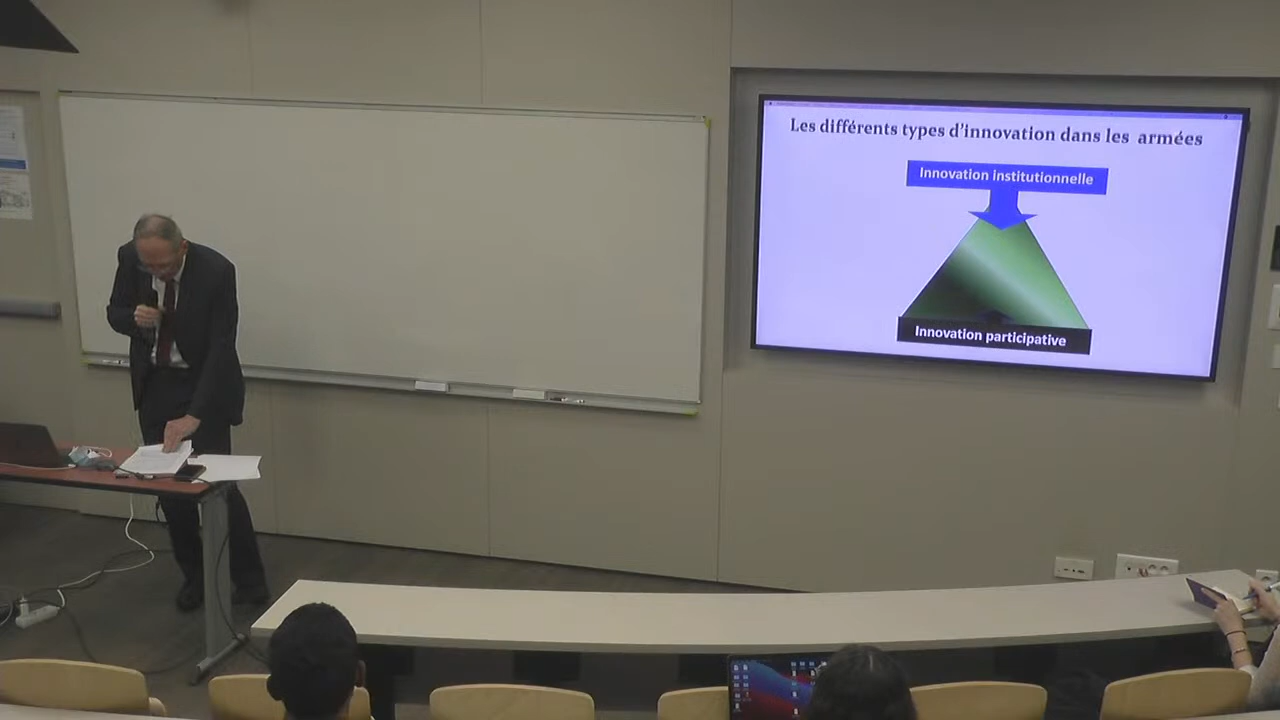 Les différents types d'innovation dans les armées
Innovation institutionnelle
Innovation participative